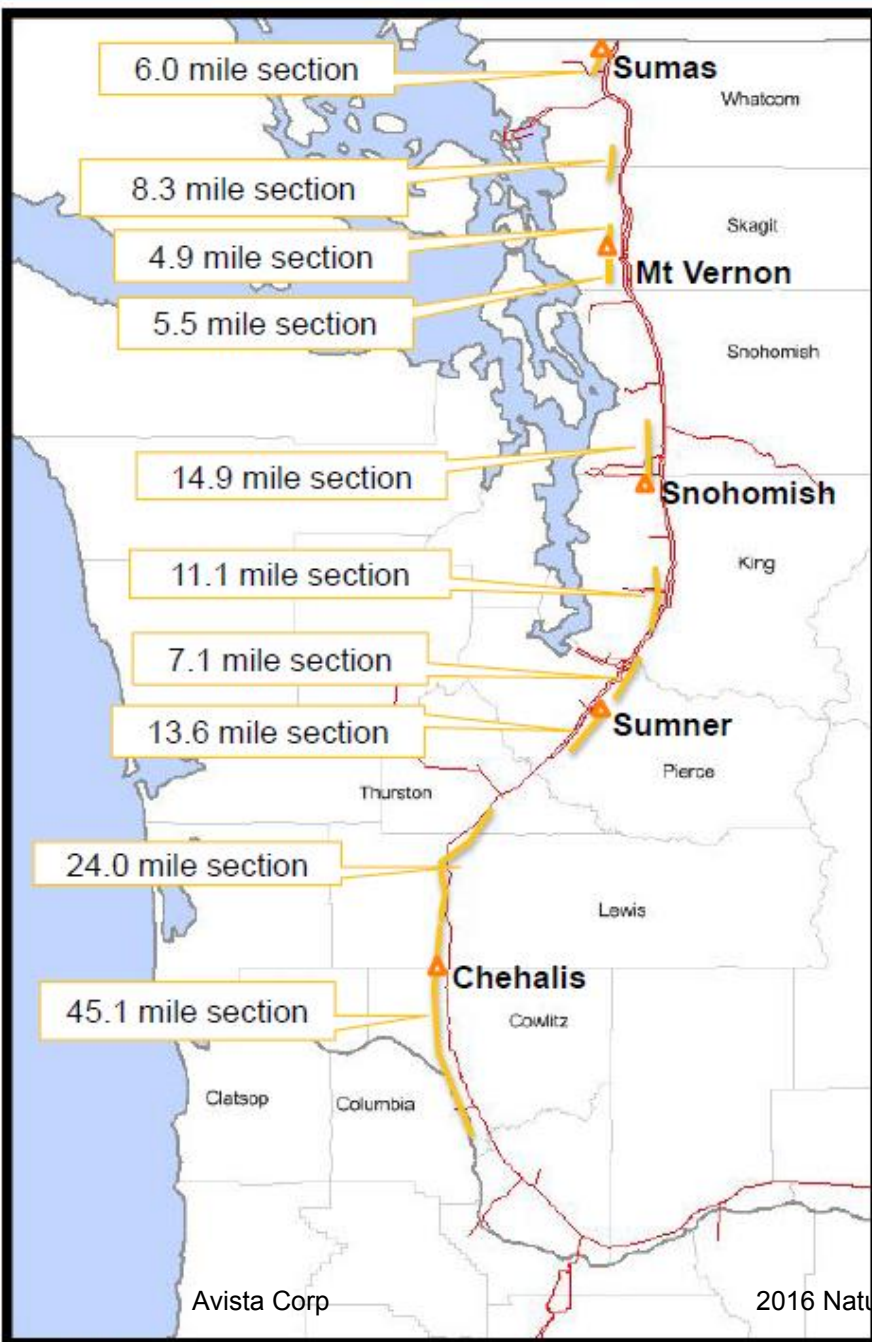 6.0 mile section
Sumas
Whatcom
8.3 mile section
Skagit
4.9 mile section
Mt Vernon
5.5 mile section
Snohomish
14.9 mile section
Snohomish
King
11.1 mile section
7.1 mile section
Sumner
13.6 mile section
Pierce
Thurston
24.0 mile section
Lewis
Chehalis
45.1 mile section
Cowlitz
Clatsop
Columbia
Avista Corp
2016 Natu